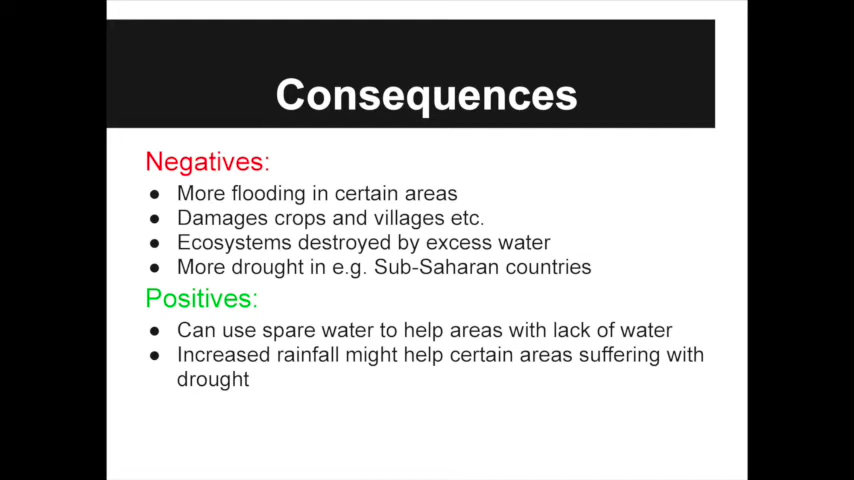 Consequences
Negatives:
● More flooding in certain areas
● Damages crops and villages etc.
● Ecosystems destroyed by excess water
● More drought in e.g. Sub-Saharan countries
Positives:
● Can use spare water to help areas with lack of water
● Increased rainfall might help certain areas suffering with
drought